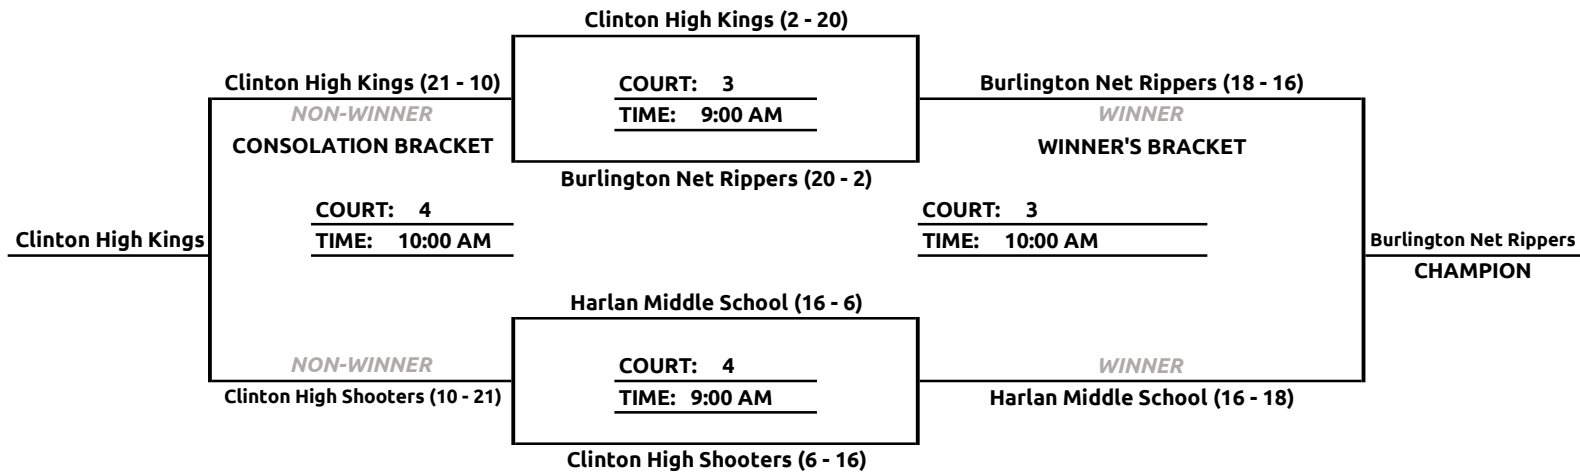 Clinton High Kings (2 - 20)
Clinton High Kings (21 - 10)
COURT: 3
Burlington Net Rippers (18 - 16)
NON-WINNER
TIME: 9:00 AM
WINNER
CONSOLATION BRACKET
WINNER'S BRACKET
Burlington Net Rippers (20 - 2)
COURT: 4
COURT: 3
Clinton High Kings
TIME: 10:00 AM
TIME: 10:00 AM
Burlington Net Rippers
CHAMPION
Harlan Middle School (16 - 6)
NON-WINNER
COURT: 4
WINNER
Clinton High Shooters (10 - 21)
TIME: 9:00 AM
Harlan Middle School (16 - 18)
Clinton High Shooters (6 - 16)